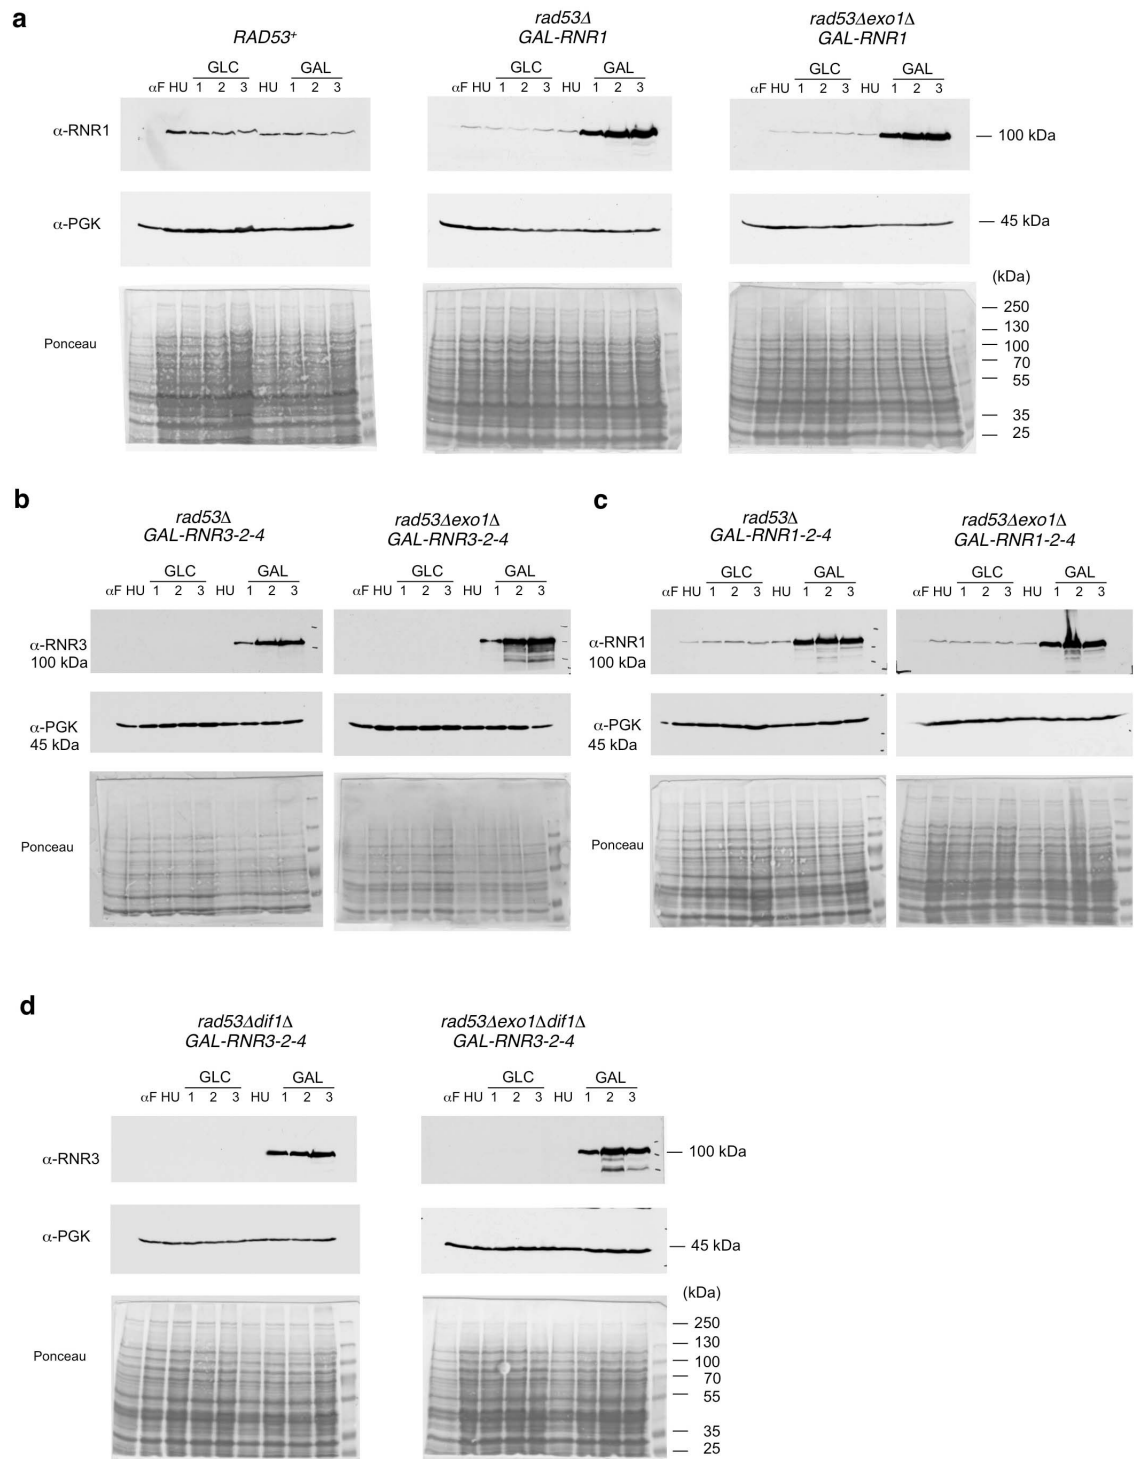 a
RAD53⁺
GLC GAL
αF HU 1 2 3 HU 1 2 3
rad53Δ
GAL-RNR1
GLC GAL
αF HU 1 2 3 HU 1 2 3
rad53Δexo1Δ
GAL-RNR1
GLC GAL
αF HU 1 2 3 HU 1 2 3
α-RNR1
100 kDa
α-PGK
45 kDa
Ponceau
(kDa)
250
130
100
70
55
35
25
b
rad53Δ
GAL-RNR3-2-4
GLC GAL
αF HU 1 2 3 HU 1 2 3
rad53Δexo1Δ
GAL-RNR3-2-4
GLC GAL
αF HU 1 2 3 HU 1 2 3
α-RNR3
100 kDa
α-PGK
45 kDa
Ponceau
c
rad53Δ
GAL-RNR1-2-4
GLC GAL
αF HU 1 2 3 HU 1 2 3
rad53Δexo1Δ
GAL-RNR1-2-4
GLC GAL
αF HU 1 2 3 HU 1 2 3
α-RNR1
100 kDa
α-PGK
45 kDa
Ponceau
d
rad53Δdif1Δ
GAL-RNR3-2-4
GLC GAL
αF HU 1 2 3 HU 1 2 3
rad53Δexo1Δdif1Δ
GAL-RNR3-2-4
GLC GAL
αF HU 1 2 3 HU 1 2 3
α-RNR3
100 kDa
α-PGK
45 kDa
Ponceau
(kDa)
250
130
100
70
55
35
25